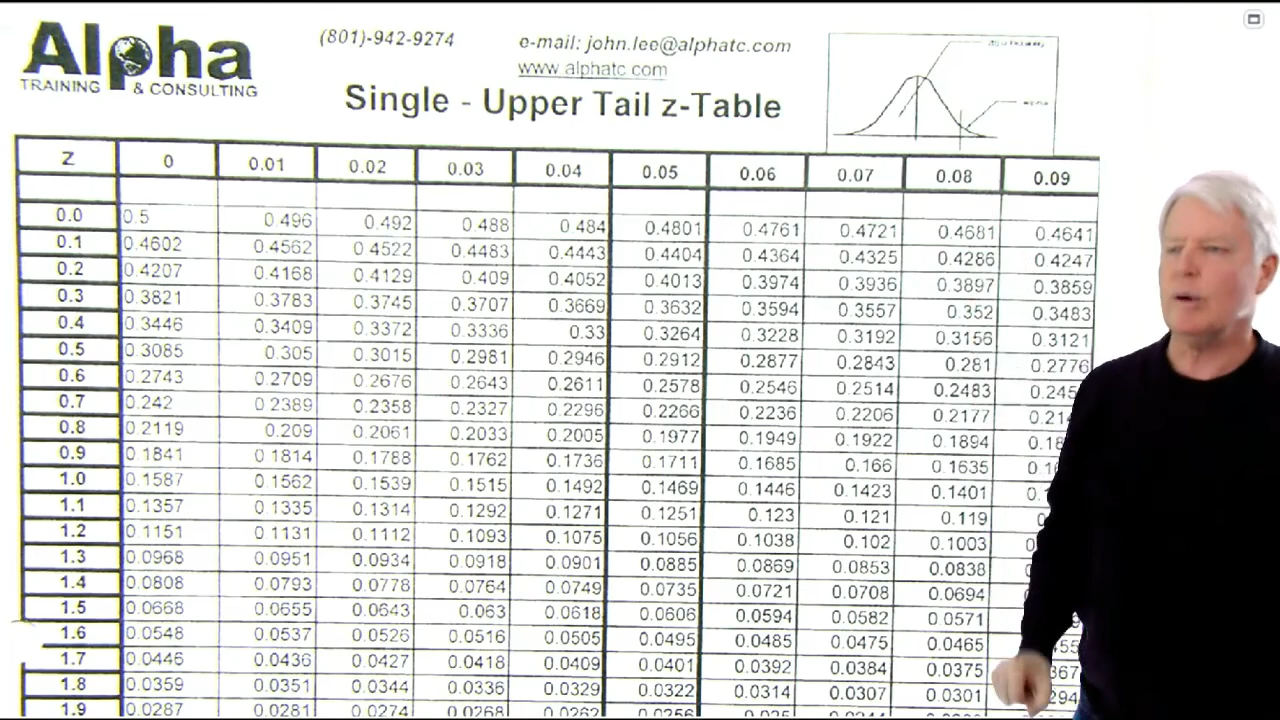 Alpha
TRAINING & CONSULTING
(801)-942-9274
e-mail: john.lee@alphatc.com
www alphatc com
Single - Upper Tail z-Table
Z 0 0.01 0.02 0.03 0.04 0.05 0.06 0.07 0.08 0.09
0.0 0.5 0.496 0.492 0.488 0.484 0.4801 0.4761 0.4721 0.4681 0.4641
0.1 0.4602 0.4562 0.4522 0.4483 0.4443 0.4404 0.4364 0.4325 0.4286 0.4247
0.2 0.4207 0.4168 0.4129 0.409 0.4052 0.4013 0.3974 0.3936 0.3897 0.3859
0.3 0.3821 0.3783 0.3745 0.3707 0.3669 0.3632 0.3594 0.3557 0.352 0.3483
0.4 0.3446 0.3409 0.3372 0.3336 0.33 0.3264 0.3228 0.3192 0.3156 0.3121
0.5 0.3085 0.305 0.3015 0.2981 0.2946 0.2912 0.2877 0.2843 0.281 0.2776
0.6 0.2743 0.2709 0.2676 0.2643 0.2611 0.2578 0.2546 0.2514 0.2483
0.7 0.242 0.2389 0.2358 0.2327 0.2296 0.2266 0.2236 0.2206 0.2177
0.8 0.2119 0.209 0.2061 0.2033 0.2005 0.1977 0.1949 0.1922 0.1894
0.9 0.1841 0.1814 0.1788 0.1762 0.1736 0.1711 0.1685 0.166 0.1635
1.0 0.1587 0.1562 0.1539 0.1515 0.1492 0.1469 0.1446 0.1423 0.1401
1.1 0.1357 0.1335 0.1314 0.1292 0.1271 0.1251 0.123 0.121 0.119
1.2 0.1151 0.1131 0.1112 0.1093 0.1075 0.1056 0.1038 0.102 0.1003
1.3 0.0968 0.0951 0.0934 0.0918 0.0901 0.0885 0.0869 0.0853 0.0838
1.4 0.0808 0.0793 0.0778 0.0764 0.0749 0.0735 0.0721 0.0708 0.0694
1.5 0.0668 0.0655 0.0643 0.063 0.0618 0.0606 0.0594 0.0582 0.0571
1.6 0.0548 0.0537 0.0526 0.0516 0.0505 0.0495 0.0485 0.0475 0.0465
1.7 0.0446 0.0436 0.0427 0.0418 0.0409 0.0401 0.0392 0.0384 0.0375
1.8 0.0359 0.0351 0.0344 0.0336 0.0329 0.0322 0.0314 0.0307 0.0301
1.9 0.0287 0.0281 0.0274 0.0268 0.0262 0.0256